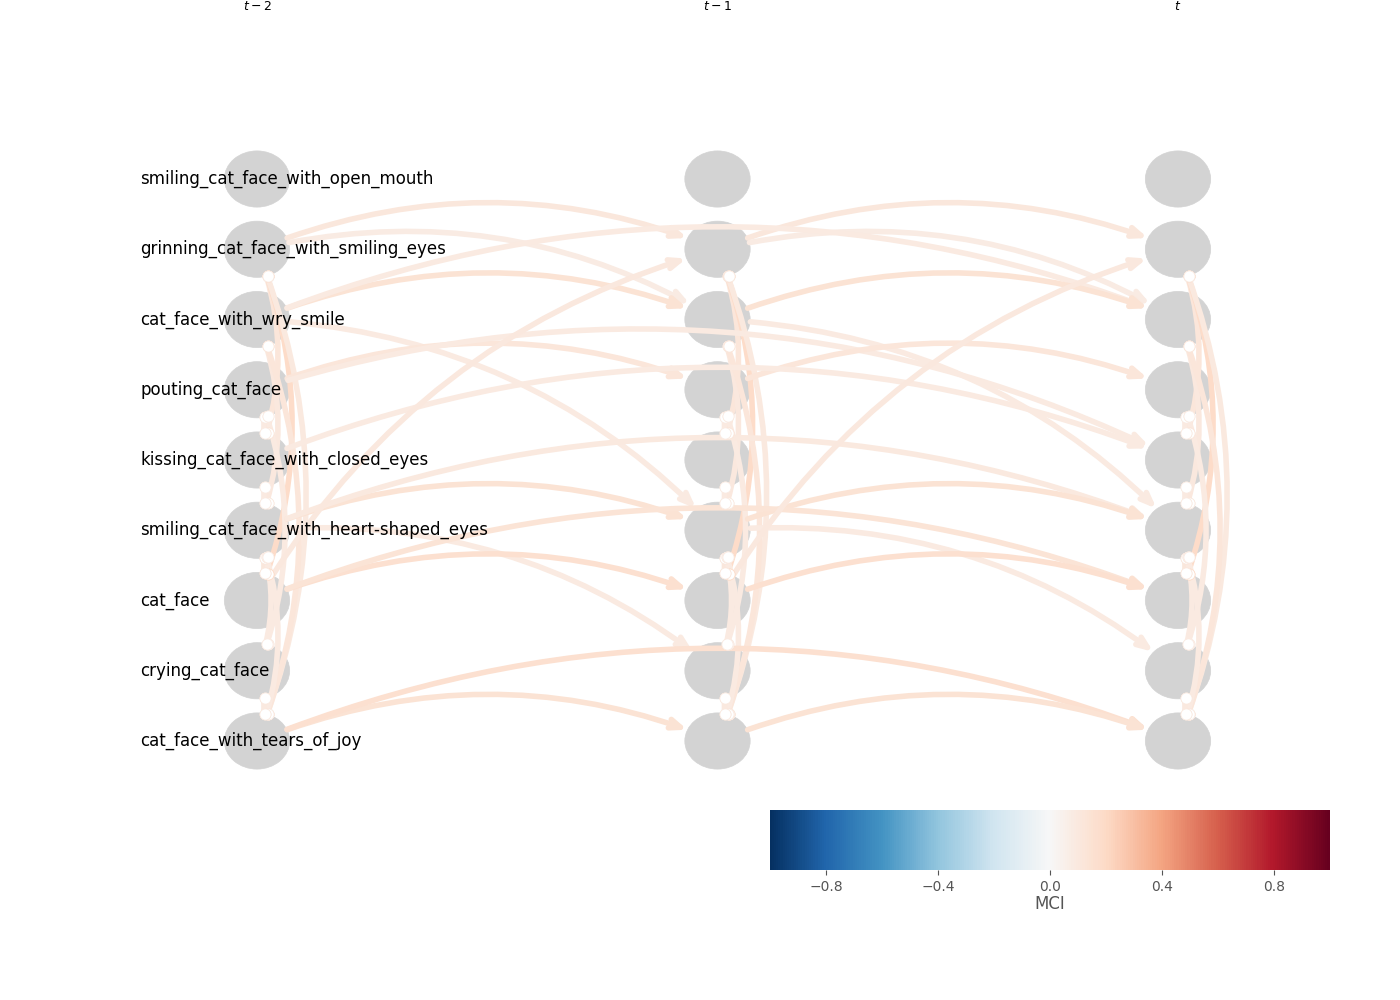 t − 2 t − 1 t
smiling_cat_face_with_open_mouth
grinning_cat_face_with_smiling_eyes
cat_face_with_wry_smile
pouting_cat_face
kissing_cat_face_with_closed_eyes
smiling_cat_face_with_heart-shaped_eyes
cat_face
crying_cat_face
cat_face_with_tears_of_joy
−0.8 −0.4 0.0 0.4 0.8
MCI